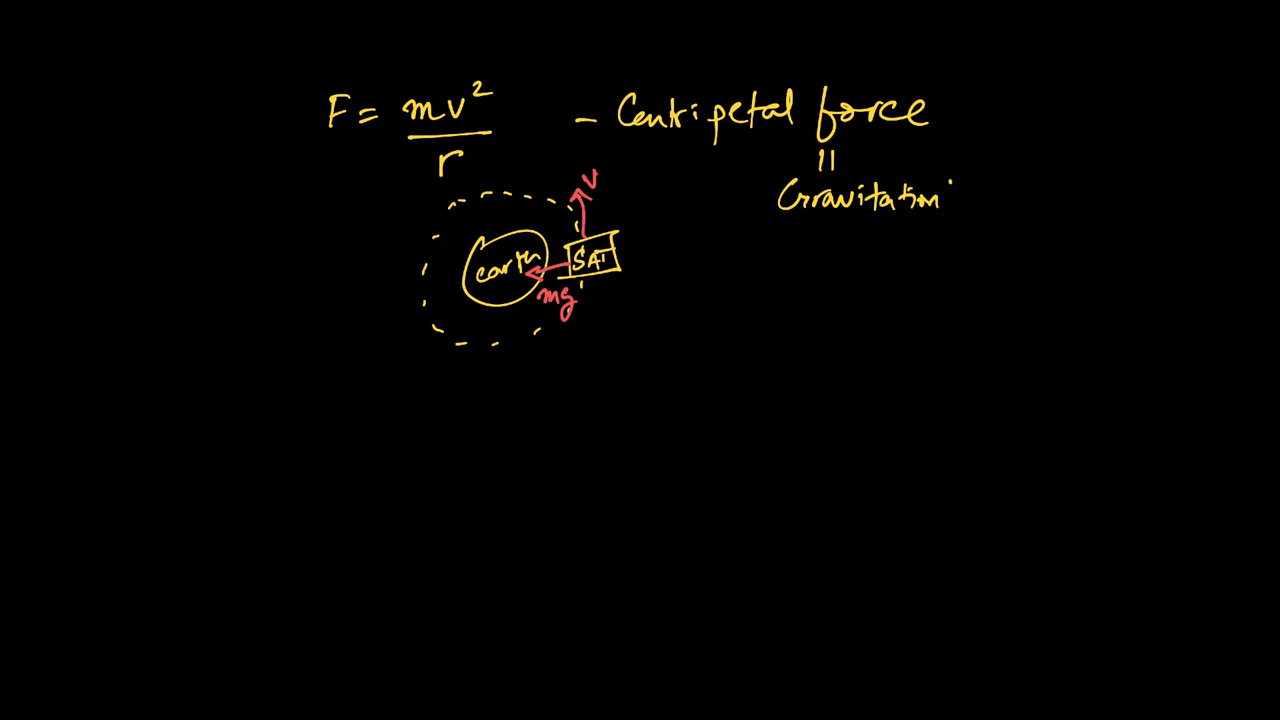 F = mv²/r - Centripetal force
=
Gravitation
V
earth SAT
mg